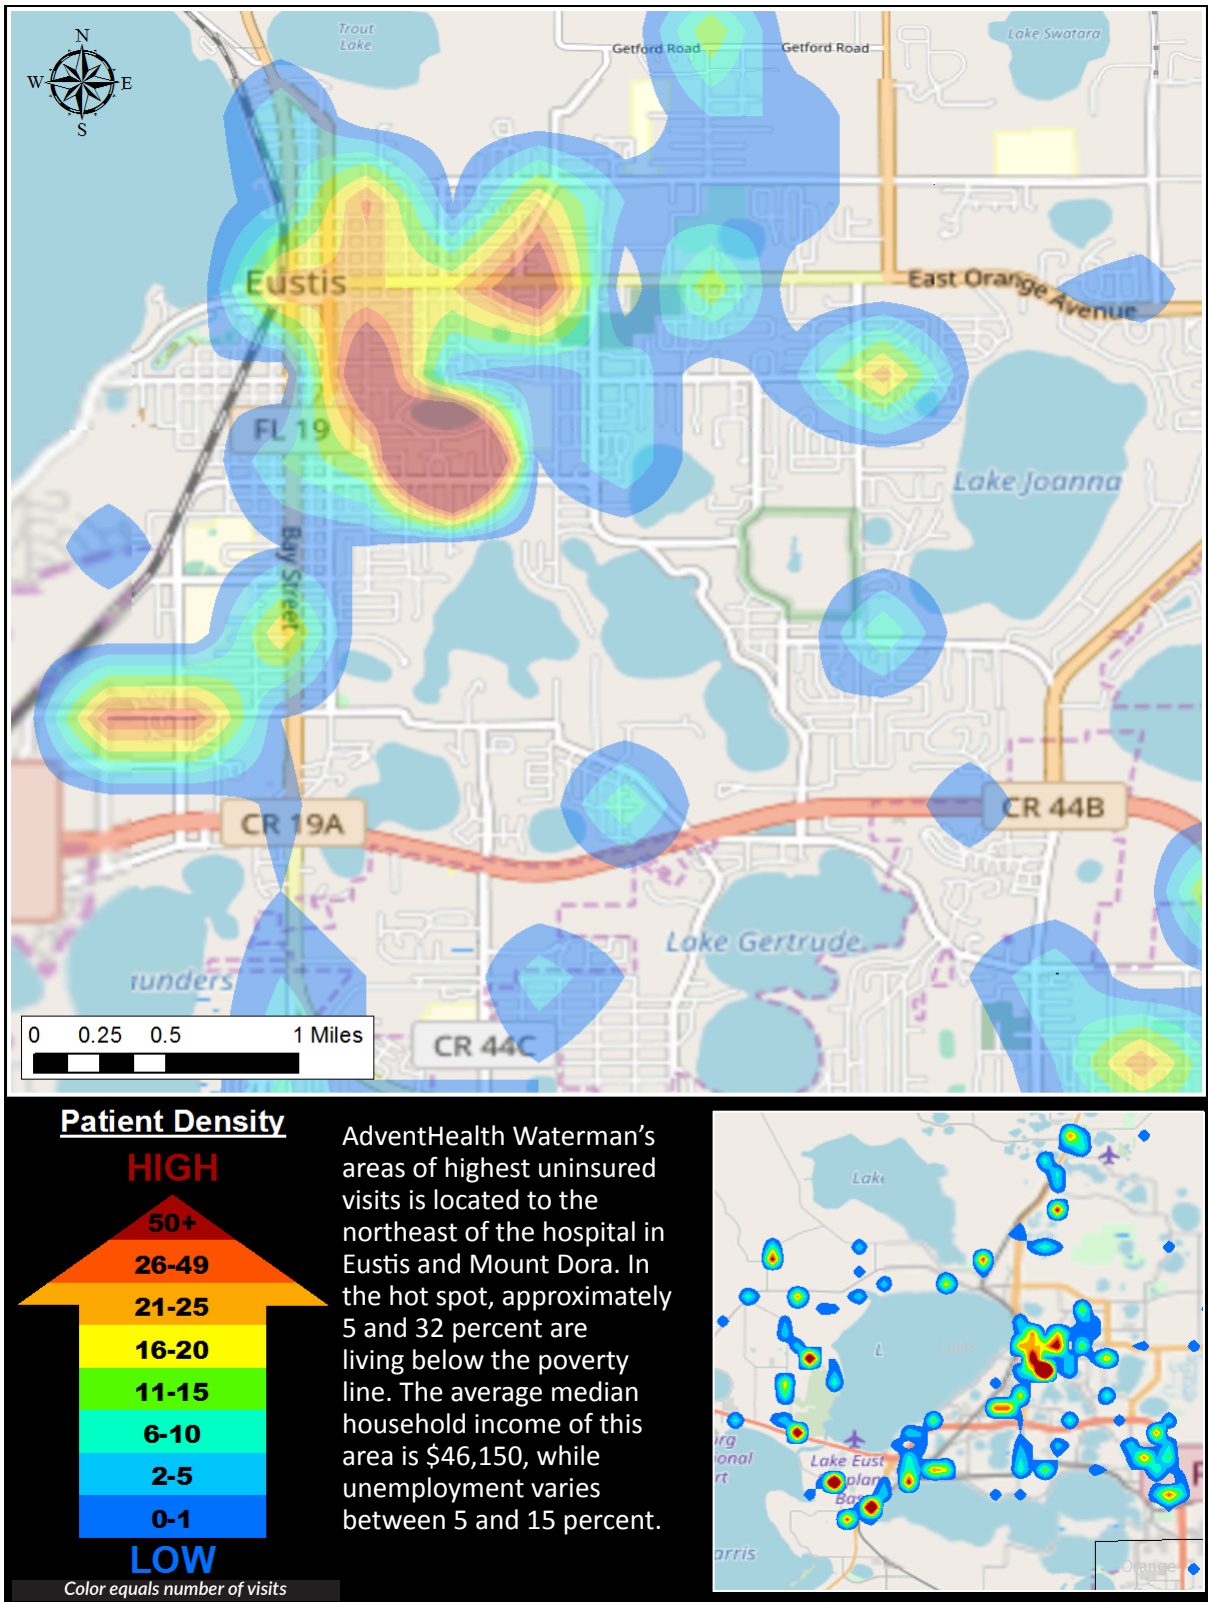 N
W E
S
Trout
Lake
Getford Road
Getford Road
Lake Swatara
Eustis
East Orange Avenue
FL 19
Lake Joanna
Bay Street
CR 19A
CR 44B
Lake Gertrude
unders
CR 44C
0 0.25 0.5 1 Miles
Patient Density
HIGH
50+
26-49
21-25
16-20
11-15
6-10
2-5
0-1
LOW
Color equals number of visits
AdventHealth Waterman’s
areas of highest uninsured
visits is located to the
northeast of the hospital in
Eustis and Mount Dora. In
the hot spot, approximately
5 and 32 percent are
living below the poverty
line. The average median
household income of this
area is $46,150, while
unemployment varies
between 5 and 15 percent.
Lake
L
Lake Eust
Orange